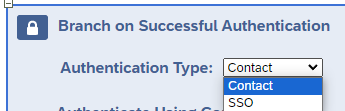 Branch on Successful Authentication
Authentication Type: Contact
Contact
SSO